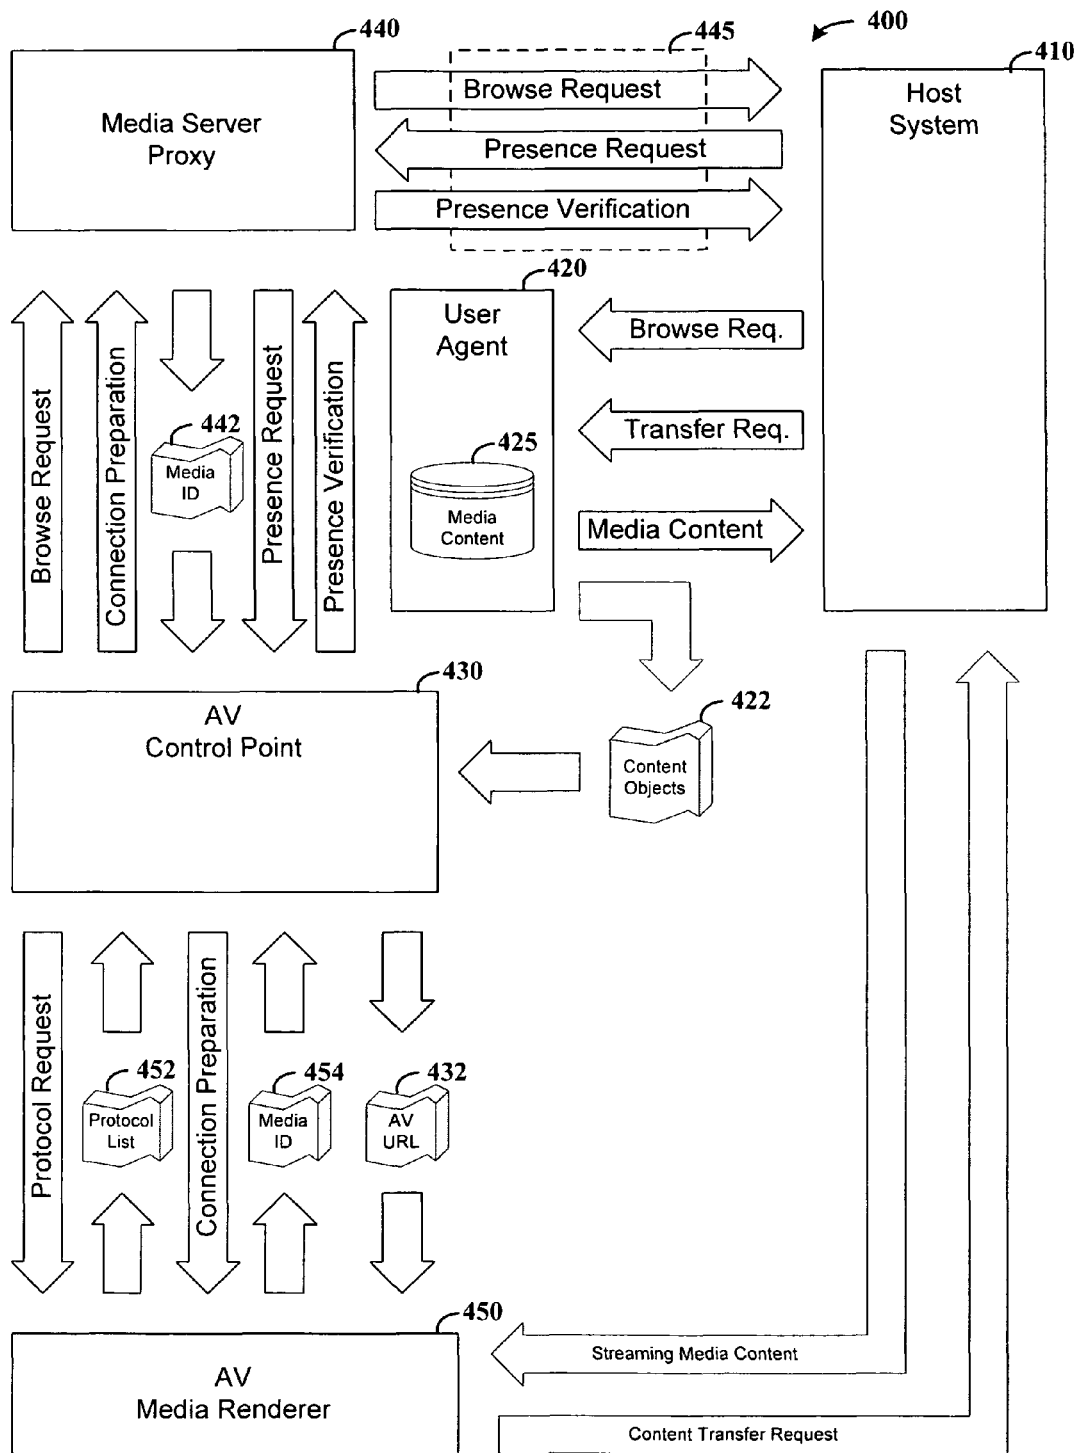 400
440
445
410
Media Server
Proxy
Browse Request
Presence Request
Presence Verification
Host
System
420
User
Agent
Browse Req.
Transfer Req.
425
Media
Content
Media Content
Browse Request
Connection Preparation
442
Media
ID
Presence Request
Presence Verification
430
AV
Control Point
422
Content
Objects
Protocol Request
452
Protocol
List
Connection Preparation
454
Media
ID
432
AV
URL
450
AV
Media Renderer
Streaming Media Content
Content Transfer Request